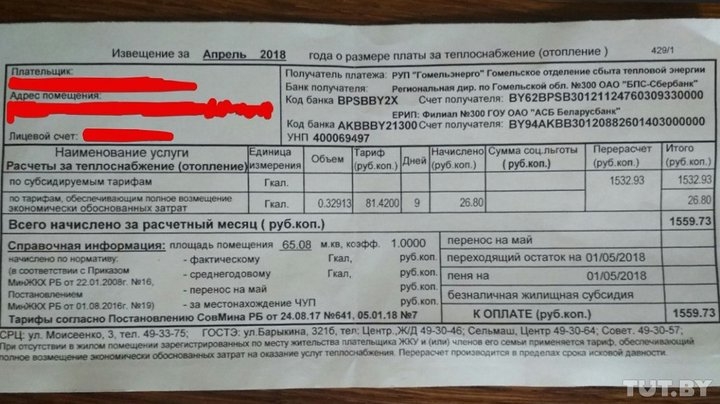 Извещение за Апрель 2018 года о размере платы за теплоснабжение (отопление ) 429/1
Плательщик:
Адрес помещения:
Лицевой счет:
Получатель платежа: РУП "Гомельэнерго" Гомельское отделение сбыта тепловой энергии
Банк получателя: Региональная дир. по Гомельской обл. №300 ОАО "БПС-Сбербанк"
Код банка BPSBBY2X Счет получателя: BY62BPSB30121124760309330000
ЕРИП: Филиал №300 ГОУ ОАО "АСБ Беларусбанк"
Код банка AKBBBY21300 Счет получателя: BY94AKBB30120882601403000000
УНП 400069497
Наименование услуги Единица измерения Объем Тариф (руб.коп.) Дней Начислено (руб.коп.) Сумма соц.льготы ( руб.коп.) Перерасчет (руб.коп.) Итого (руб.коп.)
Расчеты за теплоснабжение (отопление)
по субсидируемым тарифам Гкал. 1532.93 1532.93
по тарифам, обеспечивающим полное возмещение экономически обоснованных затрат Гкал. 0.32913 81.4200 9 26.80 26.80
Всего начислено за расчетный месяц ( руб.коп.) 1559.73
Справочная информация: площадь помещения 65.08 м.кв, коэфф. 1.0000
начислено по нормативу: - фактическому Гкал, руб.коп.
(в соответствии с Приказом - среднегодовому Гкал, руб.коп.
МинЖКХ РБ от 22.01.2008г. №16, - перенос на май руб.коп.
Постановлением
МинЖКХ РБ от 01.08.2016г. №19) - за местонахождение ЧУП руб.коп.
Тарифы согласно Постановлению СовМина РБ от 24.08.17 №641, 05.01.18 №7
перенос на май
переходящий остаток на 01/05/2018
пеня на 01/05/2018
безналичная жилищная субсидия
К ОПЛАТЕ (руб.коп.) 1559.73
СРЦ: ул. Моисеенко, 3, тел. 49-33-75; ГОСТЭ: ул.Барыкина, 321б, тел: Центр.,Ж/Д 49-30-46; Сельмаш, Центр 49-30-64; Совет. 49-30-57;
При отсутствии в жилом помещении зарегистрированных по месту жительства плательщика ЖКУ и (или) членов его семьи применяется тариф, обеспечивающий
полное возмещение экономически обоснованных затрат на оказание услуг теплоснабжения. Перерасчет производится в пределах срока исковой давности.
TUT.BY